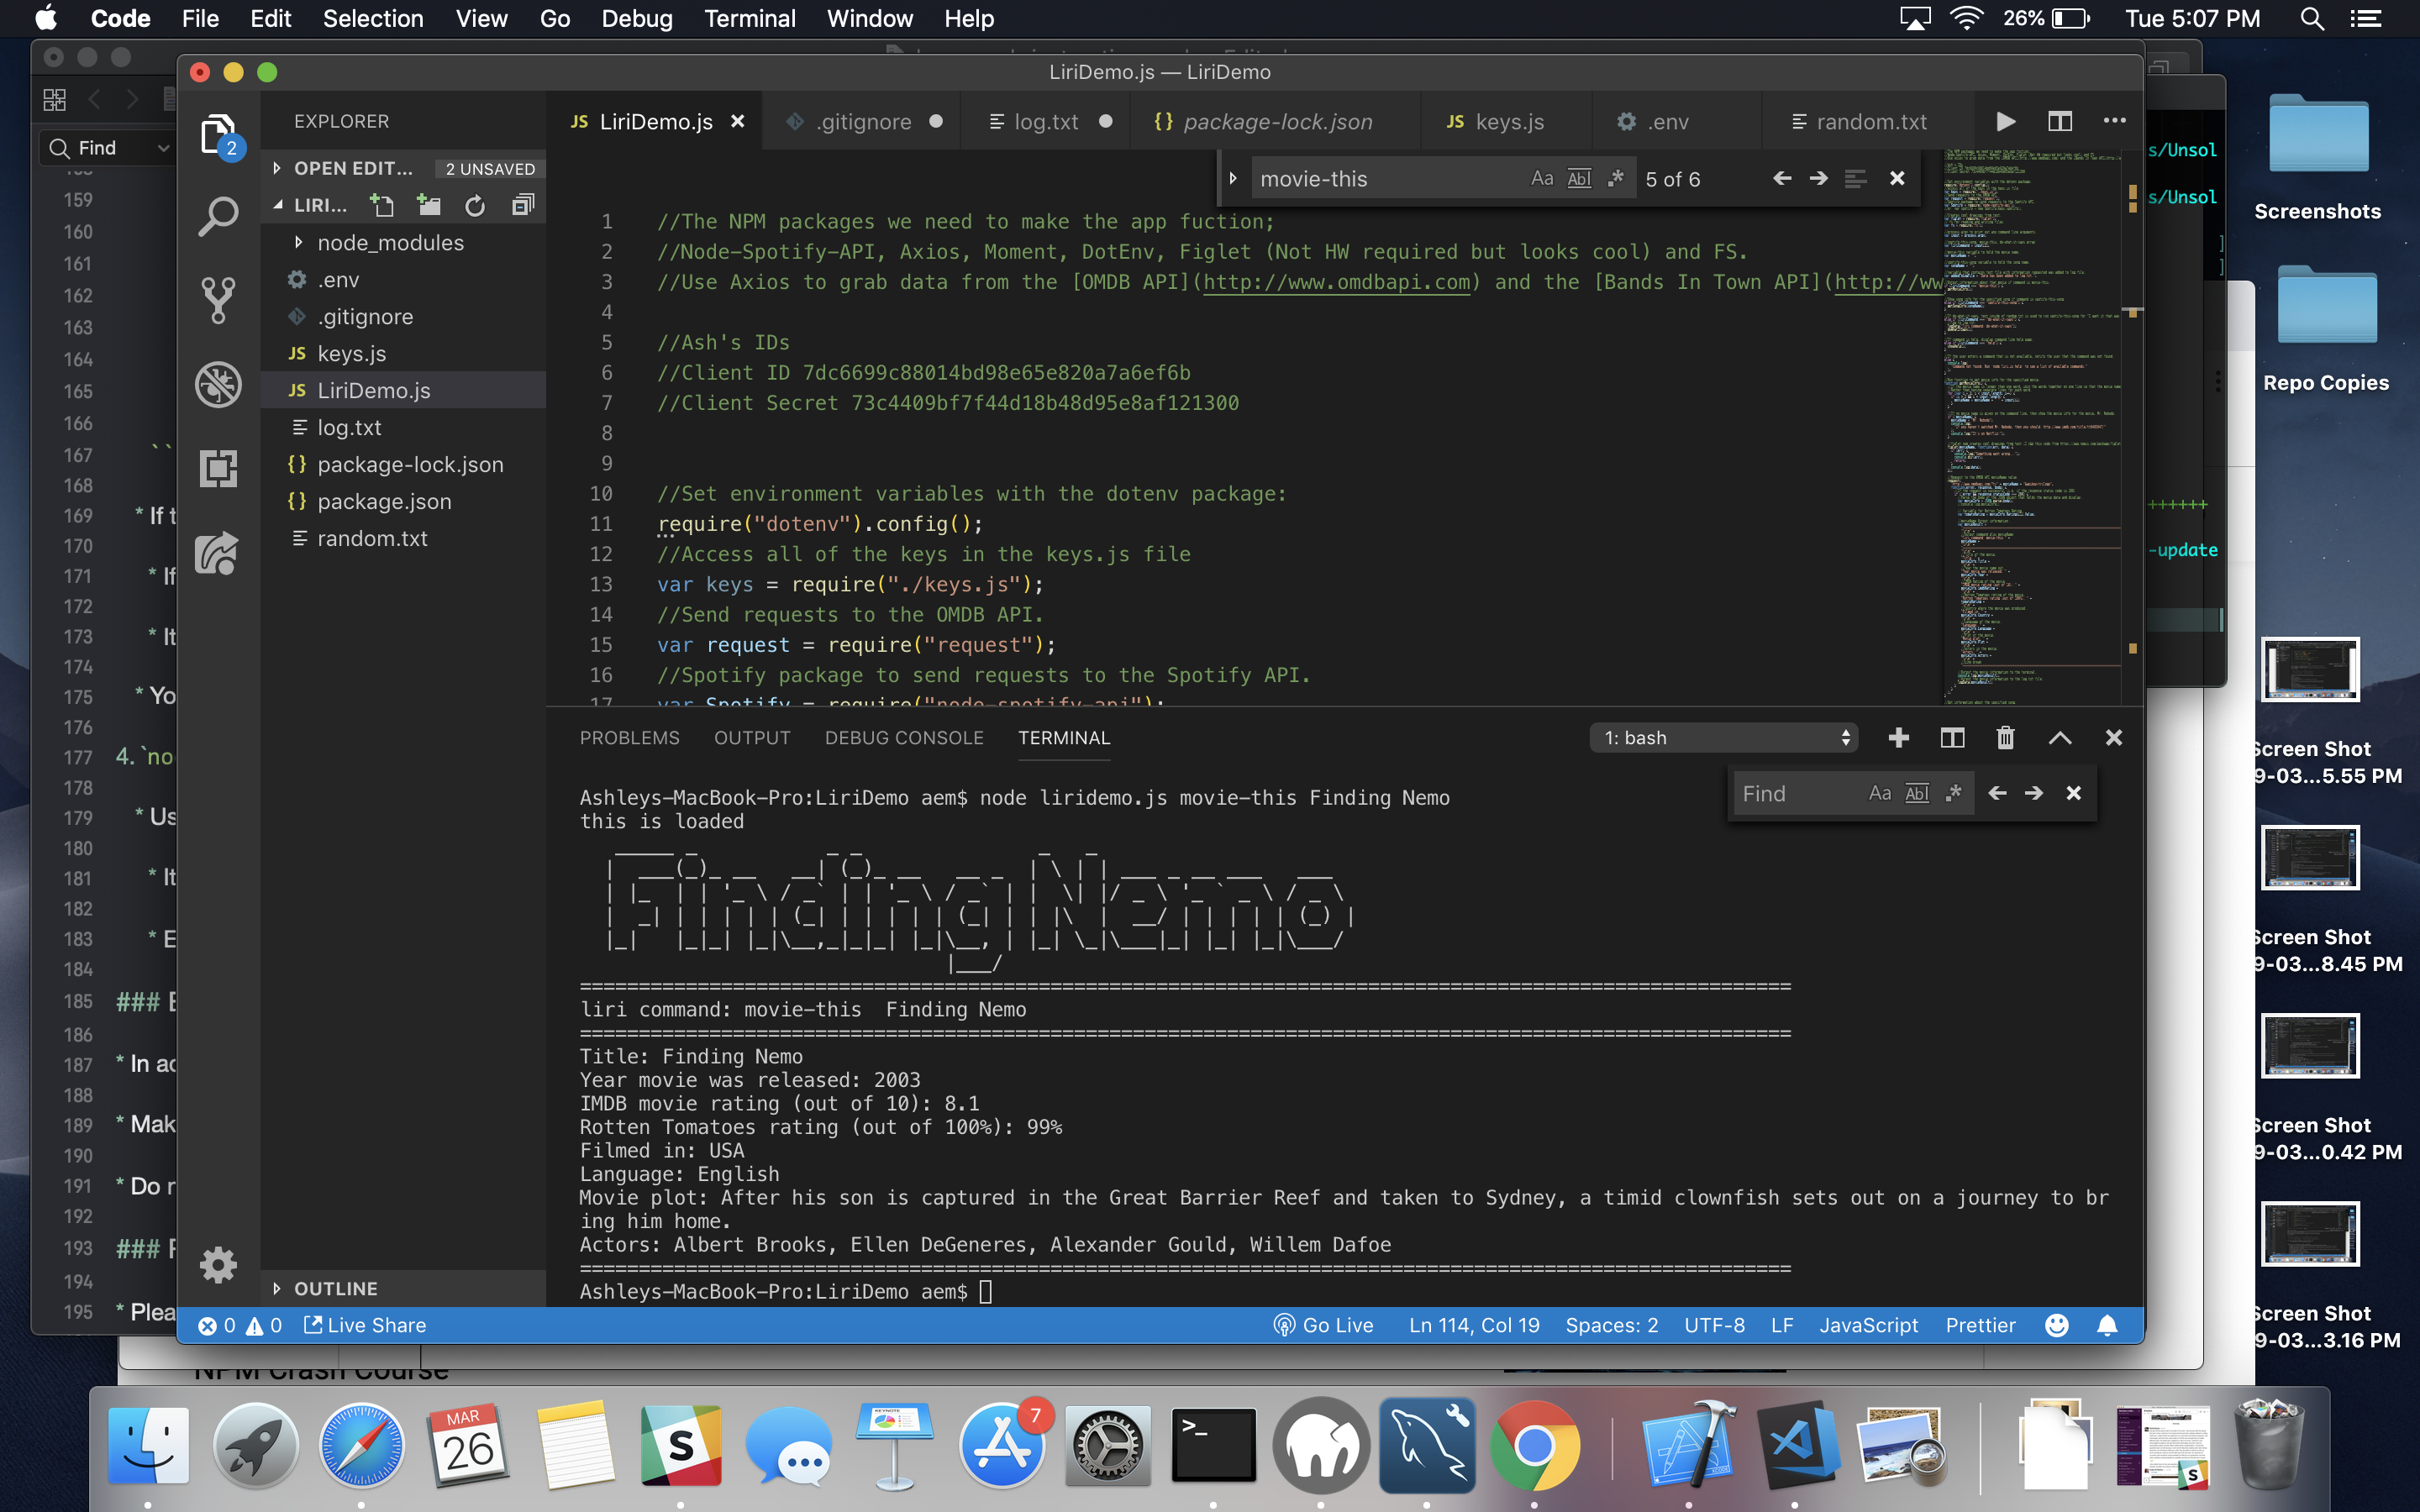 Code File Edit Selection View Go Debug Terminal Window Help 26% Tue 5:07 PM
LiriDemo.js — LiriDemo
Find
159
160
161
162
163
164
165
166
167 ``
168
169 * If t
170
171 * If
172
173 * It
174
175 * Yo
176
177 4. `no
178
179 * Us
180
181 * It
182
183 * E
184
185 ### E
186
187 * In ac
188
189 * Mak
190
191 * Do r
192
193 ### F
194
195 * Plea
2
EXPLORER
OPEN EDIT... 2 UNSAVED
LIRI...
node_modules
.env
.gitignore
JS keys.js
JS LiriDemo.js
log.txt
{} package-lock.json
{} package.json
random.txt
OUTLINE
JS LiriDemo.js × .gitignore log.txt {} package-lock.json JS keys.js .env random.txt
movie-this Aa Abl .* 5 of 6
1 //The NPM packages we need to make the app fuction;
2 //Node-Spotify-API, Axios, Moment, DotEnv, Figlet (Not HW required but looks cool) and FS.
3 //Use Axios to grab data from the [OMDB API](http://www.omdbapi.com) and the [Bands In Town API](http://ww
4
5 //Ash's IDs
6 //Client ID 7dc6699c88014bd98e65e820a7a6ef6b
7 //Client Secret 73c4409bf7f44d18b48d95e8af121300
8
9
10 //Set environment variables with the dotenv package:
11 require("dotenv").config();
12 //Access all of the keys in the keys.js file
13 var keys = require("./keys.js");
14 //Send requests to the OMDB API.
15 var request = require("request");
16 //Spotify package to send requests to the Spotify API.
17 var Spotify = require("node-spotify-api");
PROBLEMS OUTPUT DEBUG CONSOLE TERMINAL 1: bash
Find Aa Abl .*
Ashleys-MacBook-Pro:LiriDemo aem$ node liridemo.js movie-this Finding Nemo
this is loaded
Finding Nemo
=======================================================================================================
liri command: movie-this  Finding Nemo
=======================================================================================================
Title: Finding Nemo
Year movie was released: 2003
IMDB movie rating (out of 10): 8.1
Rotten Tomatoes rating (out of 100%): 99%
Filmed in: USA
Language: English
Movie plot: After his son is captured in the Great Barrier Reef and taken to Sydney, a timid clownfish sets out on a journey to br
ing him home.
Actors: Albert Brooks, Ellen DeGeneres, Alexander Gould, Willem Dafoe
=======================================================================================================
Ashleys-MacBook-Pro:LiriDemo aem$
0 0 Live Share Go Live Ln 114, Col 19 Spaces: 2 UTF-8 LF JavaScript Prettier
s/Unsol
s/Unsol
]
]
++++++
-update
Screenshots
Repo Copies
Screen Shot
9-03...5.55 PM
Screen Shot
9-03...8.45 PM
Screen Shot
9-03...0.42 PM
Screen Shot
9-03...3.16 PM
NPM Crash Course
MAR
26
S
KEYNOTE
7
>_
S